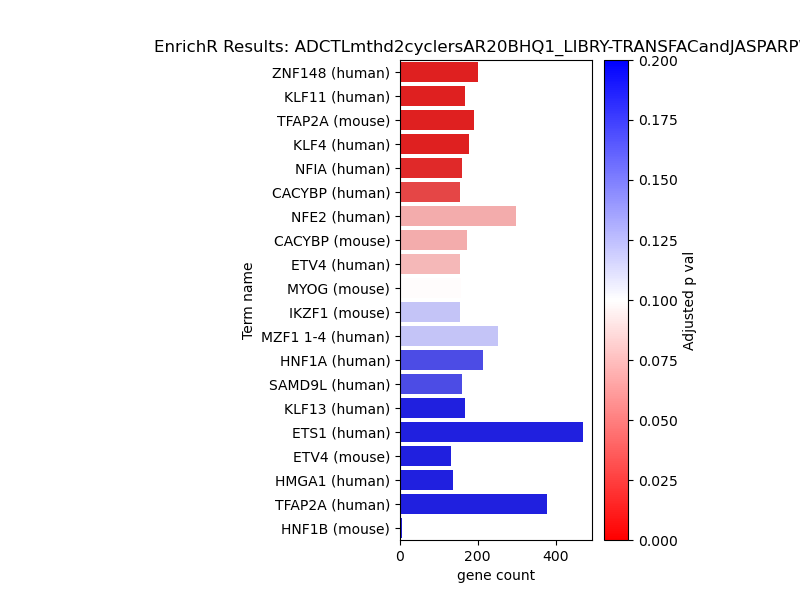 EnrichR Results: ADCTLmthd2cyclersAR20BHQ1_LIBRY-TRANSFACandJASPARPW
ZNF148 (human)
KLF11 (human)
TFAP2A (mouse)
KLF4 (human)
NFIA (human)
CACYBP (human)
NFE2 (human)
CACYBP (mouse)
ETV4 (human)
MYOG (mouse)
IKZF1 (mouse)
MZF1 1-4 (human)
HNF1A (human)
SAMD9L (human)
KLF13 (human)
ETS1 (human)
ETV4 (mouse)
HMGA1 (human)
TFAP2A (human)
HNF1B (mouse)
Term name
0 200 400
gene count
0.200
0.175
0.150
0.125
0.100
0.075
0.050
0.025
0.000
Adjusted p val